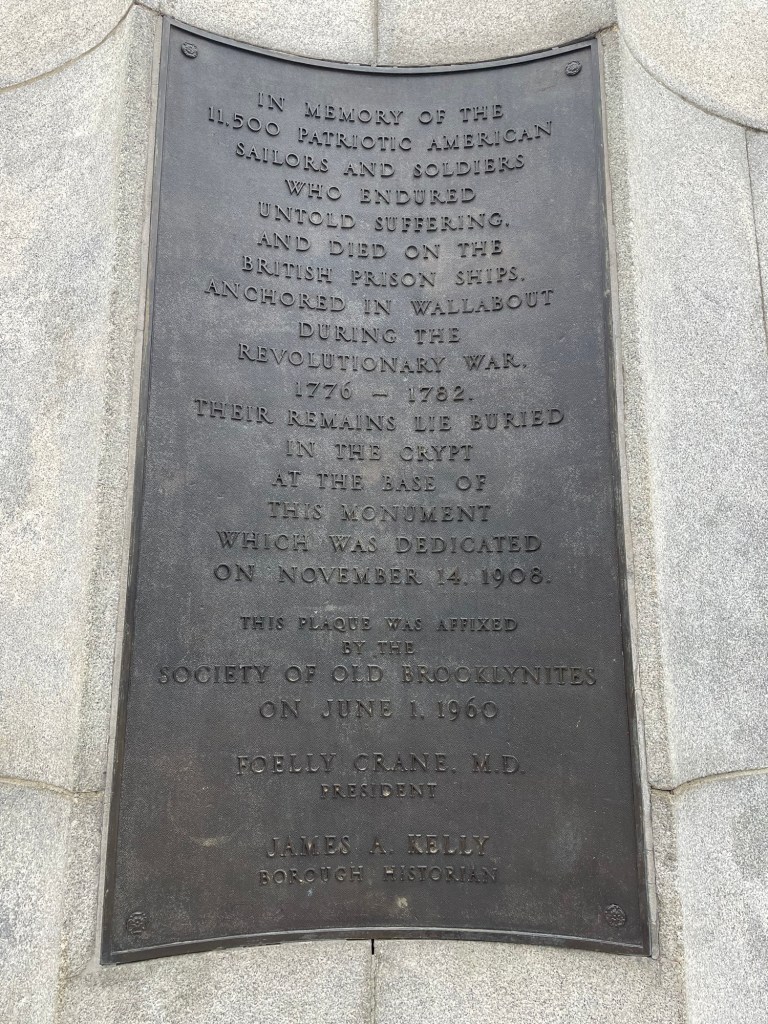 IN MEMORY OF THE
11,500 PATRIOTIC AMERICAN
SAILORS AND SOLDIERS
WHO ENDURED
UNTOLD SUFFERING,
AND DIED ON THE
BRITISH PRISON SHIPS,
ANCHORED IN WALLABOUT
DURING THE
REVOLUTIONARY WAR,
1776 – 1782.
THEIR REMAINS LIE BURIED
IN THE CRYPT
AT THE BASE OF
THIS MONUMENT
WHICH WAS DEDICATED
ON NOVEMBER 14, 1908.
THIS PLAQUE WAS AFFIXED
BY THE
SOCIETY OF OLD BROOKLYNITES
ON JUNE 1, 1960
FOELLY CRANE, M.D.
PRESIDENT
JAMES A. KELLY
BOROUGH HISTORIAN